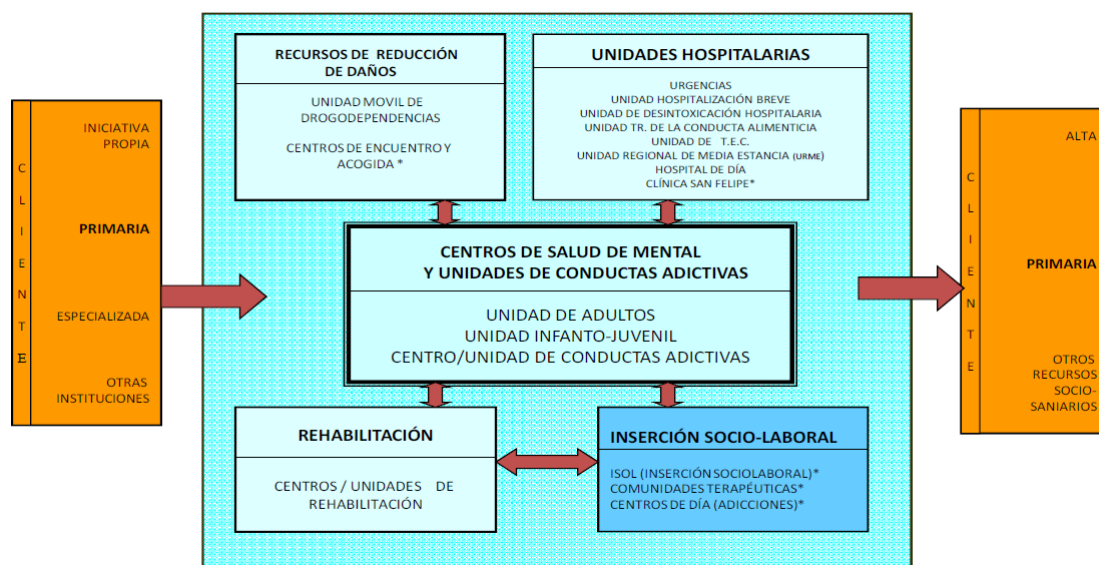 CLIENTE
INICIATIVA
PROPIA
PRIMARIA
ESPECIALIZADA
OTRAS
INSTITUCIONES
RECURSOS DE REDUCCIÓN
DE DAÑOS
UNIDAD MOVIL DE
DROGODEPENDENCIAS
CENTROS DE ENCUENTRO Y
ACOGIDA *
UNIDADES HOSPITALARIAS
URGENCIAS
UNIDAD HOSPITALIZACIÓN BREVE
UNIDAD DE DESINTOXICACIÓN HOSPITALARIA
UNIDAD TR. DE LA CONDUCTA ALIMENTICIA
UNIDAD DE T.E.C.
UNIDAD REGIONAL DE MEDIA ESTANCIA (URME)
HOSPITAL DE DÍA
CLÍNICA SAN FELIPE*
CENTROS DE SALUD DE MENTAL
Y UNIDADES DE CONDUCTAS ADICTIVAS
UNIDAD DE ADULTOS
UNIDAD INFANTO-JUVENIL
CENTRO/UNIDAD DE CONDUCTAS ADICTIVAS
REHABILITACIÓN
CENTROS / UNIDADES DE
REHABILITACIÓN
INSERCIÓN SOCIO-LABORAL
ISOL (INSERCIÓN SOCIOLABORAL)*
COMUNIDADES TERAPÉUTICAS*
CENTROS DE DÍA (ADICCIONES)*
CLIENTE
ALTA
PRIMARIA
OTROS
RECURSOS
SOCIO-
SANIARIOS